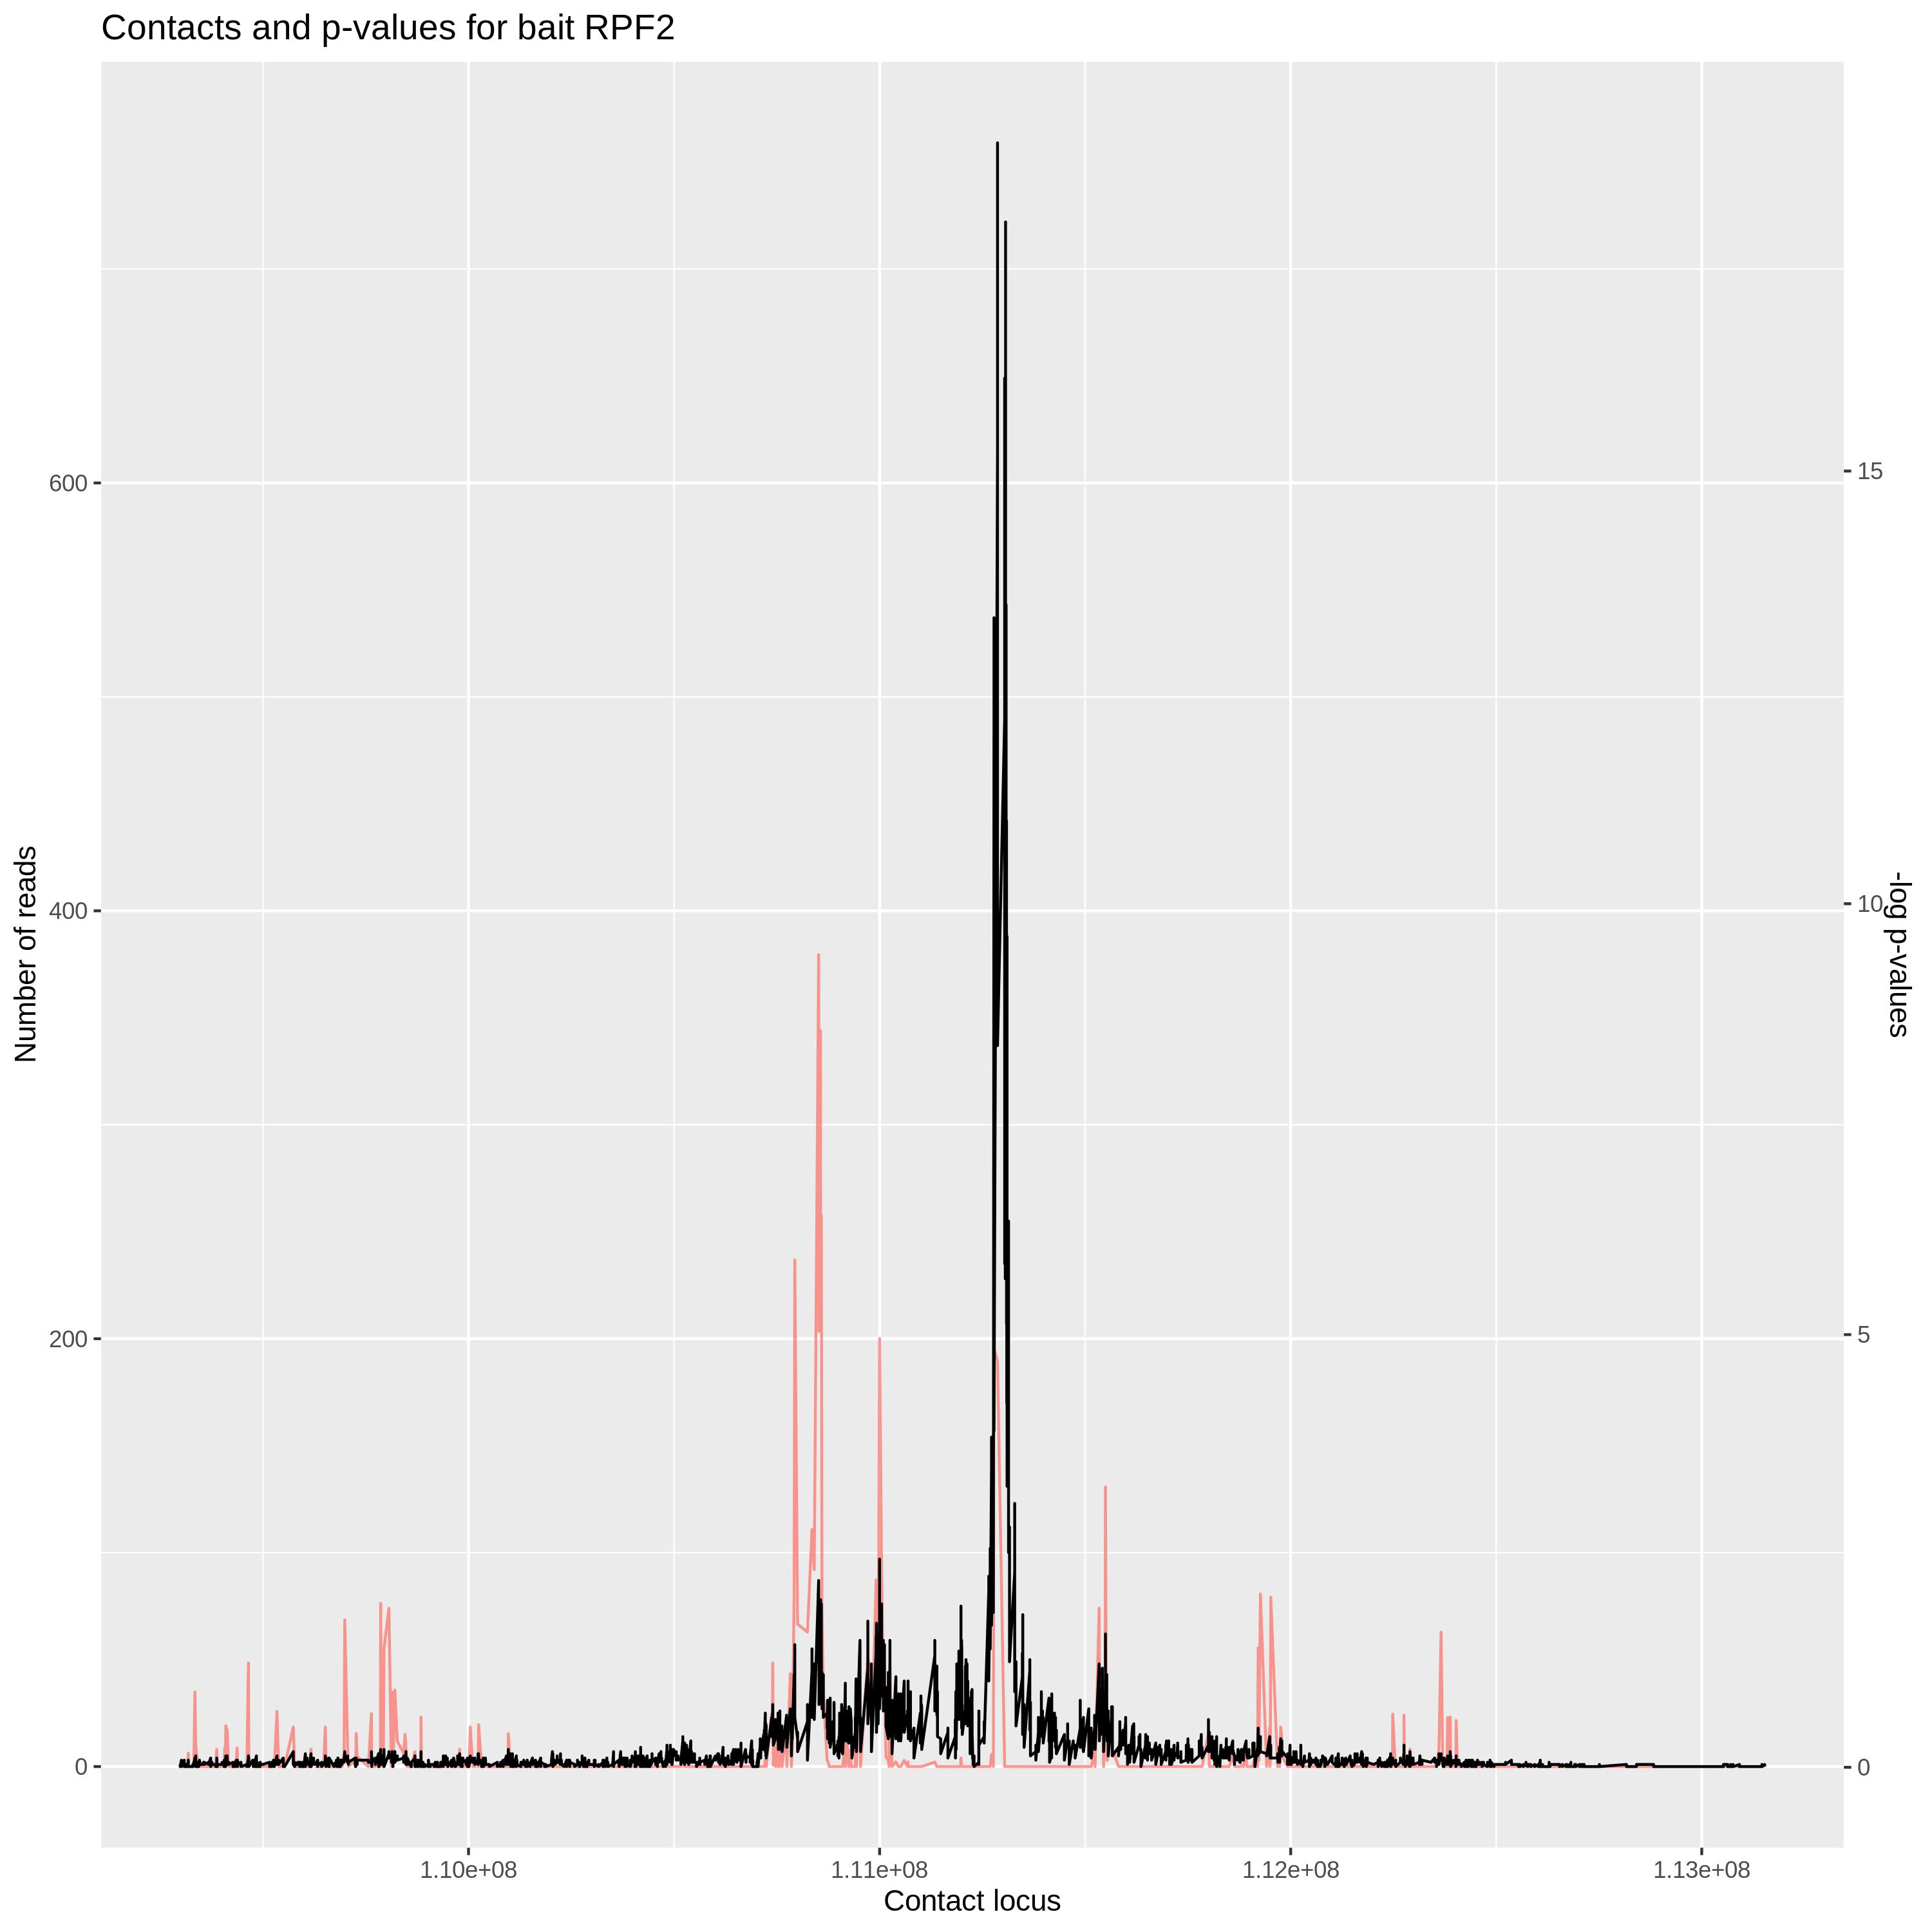 Contacts and p-values for bait RPF2
Number of reads
600
400
200
0
15
10
5
0
-log p-values
1.10e+08
1.11e+08
1.12e+08
1.13e+08
Contact locus